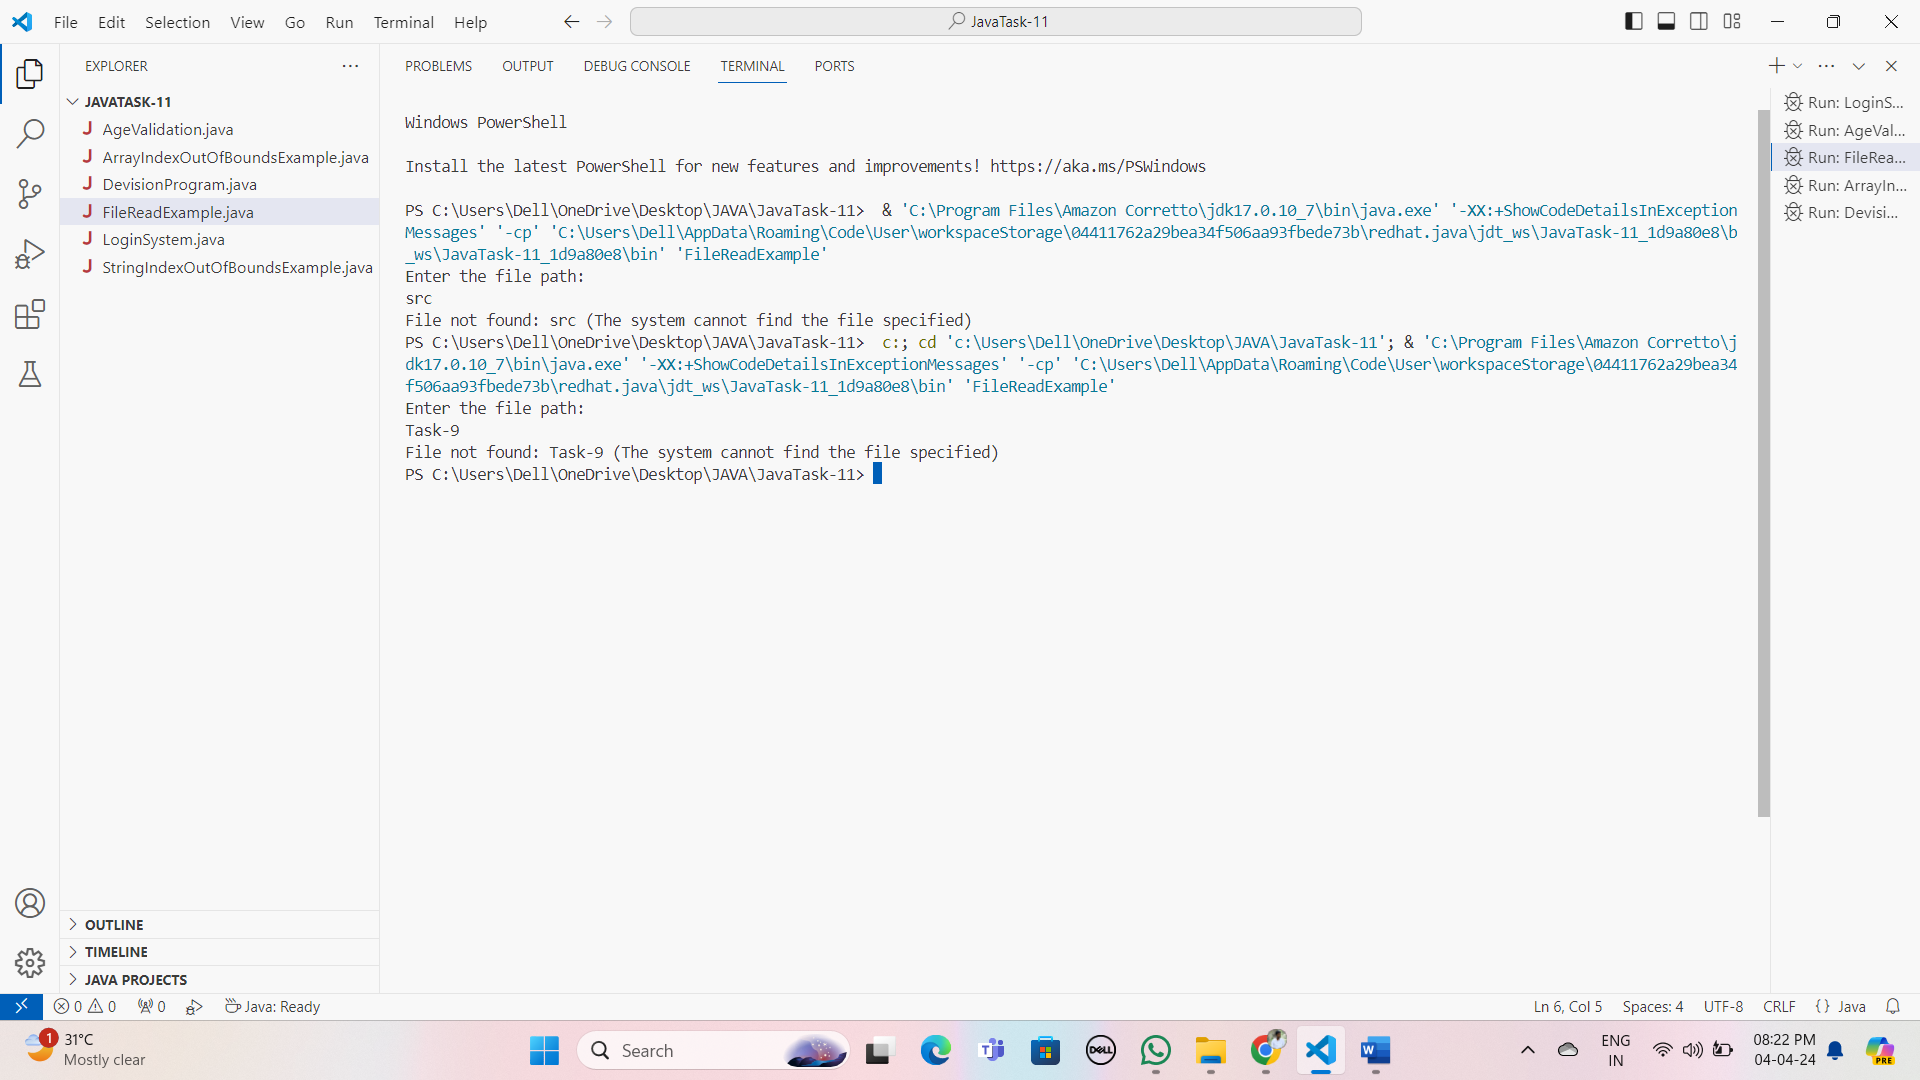 File Edit Selection View Go Run Terminal Help
JavaTask-11
EXPLORER
JAVATASK-11
J AgeValidation.java
J ArrayIndexOutOfBoundsExample.java
J DevisionProgram.java
J FileReadExample.java
J LoginSystem.java
J StringIndexOutOfBoundsExample.java
OUTLINE
TIMELINE
JAVA PROJECTS
PROBLEMS OUTPUT DEBUG CONSOLE TERMINAL PORTS
Windows PowerShell
Install the latest PowerShell for new features and improvements! https://aka.ms/PSWindows
PS C:\Users\Dell\OneDrive\Desktop\JAVA\JavaTask-11>  & 'C:\Program Files\Amazon Corretto\jdk17.0.10_7\bin\java.exe' '-XX:+ShowCodeDetailsInException
Messages' '-cp' 'C:\Users\Dell\AppData\Roaming\Code\User\workspaceStorage\04411762a29bea34f506aa93fbede73b\redhat.java\jdt_ws\JavaTask-11_1d9a80e8\b
_ws\JavaTask-11_1d9a80e8\bin' 'FileReadExample'
Enter the file path:
src
File not found: src (The system cannot find the file specified)
PS C:\Users\Dell\OneDrive\Desktop\JAVA\JavaTask-11>  c:; cd 'c:\Users\Dell\OneDrive\Desktop\JAVA\JavaTask-11'; & 'C:\Program Files\Amazon Corretto\j
dk17.0.10_7\bin\java.exe' '-XX:+ShowCodeDetailsInExceptionMessages' '-cp' 'C:\Users\Dell\AppData\Roaming\Code\User\workspaceStorage\04411762a29bea34
f506aa93fbede73b\redhat.java\jdt_ws\JavaTask-11_1d9a80e8\bin' 'FileReadExample'
Enter the file path:
Task-9
File not found: Task-9 (The system cannot find the file specified)
PS C:\Users\Dell\OneDrive\Desktop\JAVA\JavaTask-11>
Run: LoginS...
Run: AgeVal...
Run: FileRea...
Run: ArrayIn...
Run: Devisi...
0 0 0 Java: Ready
Ln 6, Col 5 Spaces: 4 UTF-8 CRLF {} Java
1 31°C
Mostly clear
Search
DELL
PRE
ENG
IN
08:22 PM
04-04-24